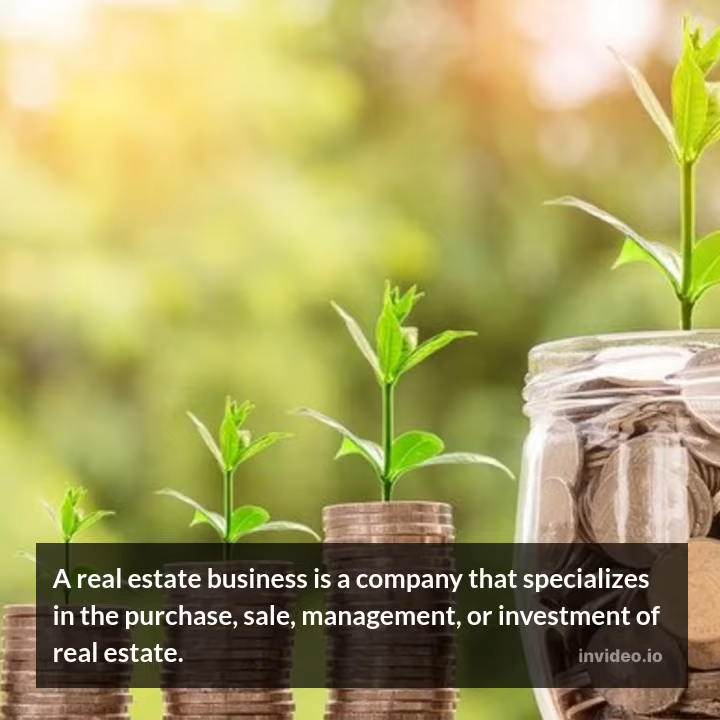 A real estate business is a company that specializes
in the purchase, sale, management, or investment of
real estate.
invideo.io